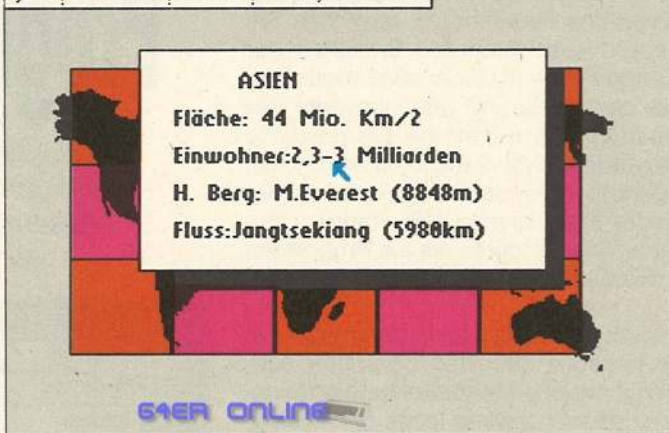 ASIEN
Fläche: 44 Mio. Km/2
Einwohner:2,3-3 Milliarden
H. Berg: M.Everest (8848m)
Fluss:Jangtsekiang (5980km)
64ER ONLINE